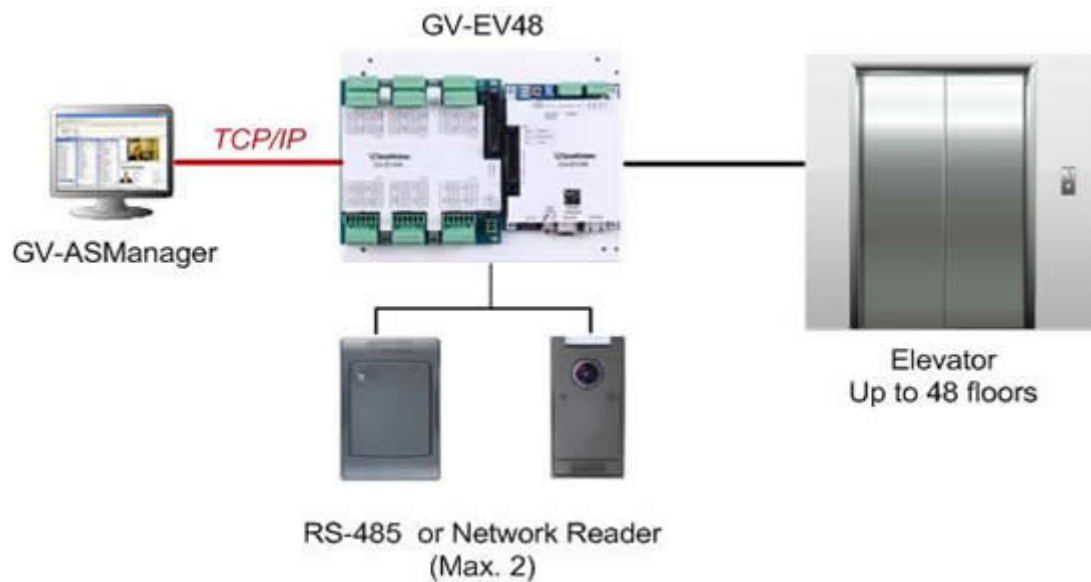 GV-EV48
TCP/IP
GV-ASManager
Elevator
Up to 48 floors
RS-485 or Network Reader
(Max. 2)